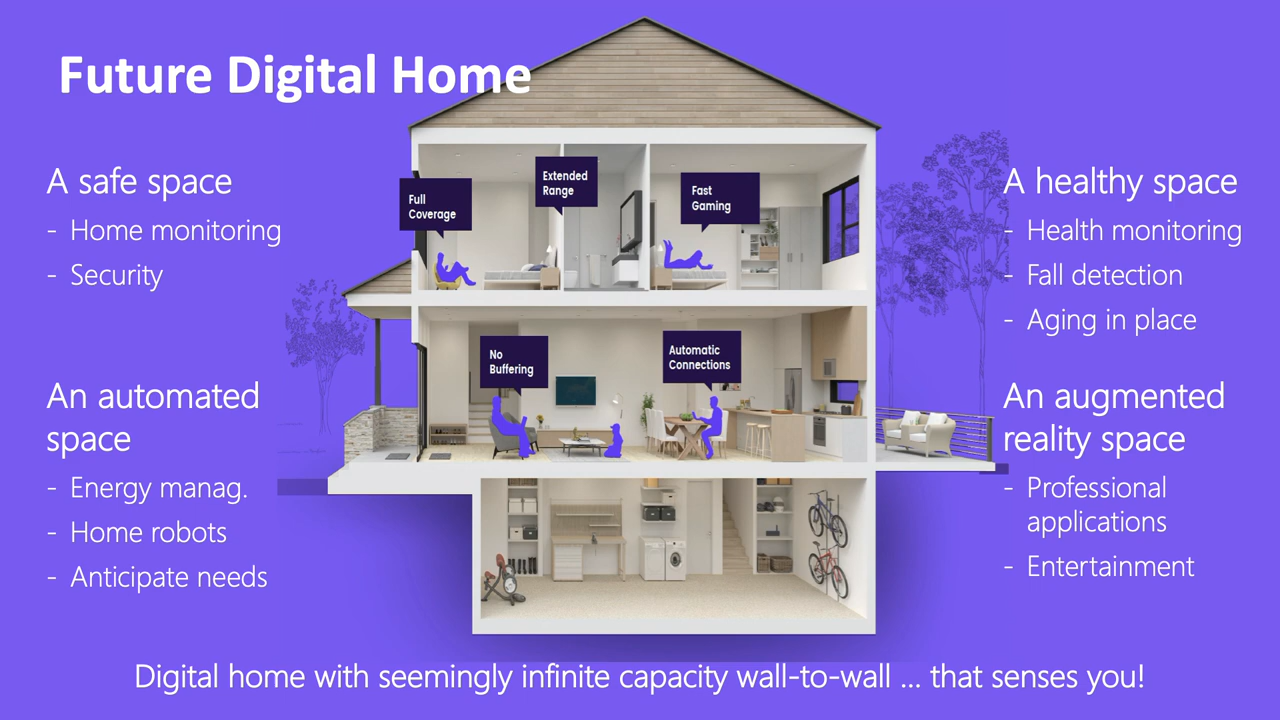 Future Digital Home
A safe space
- Home monitoring
- Security
An automated
space
- Energy manag.
- Home robots
- Anticipate needs
Full
Coverage
Extended
Range
Fast
Gaming
No
Buffering
Automatic
Connections
A healthy space
- Health monitoring
- Fall detection
- Aging in place
An augmented
reality space
- Professional
applications
- Entertainment
Digital home with seemingly infinite capacity wall-to-wall ... that senses you!